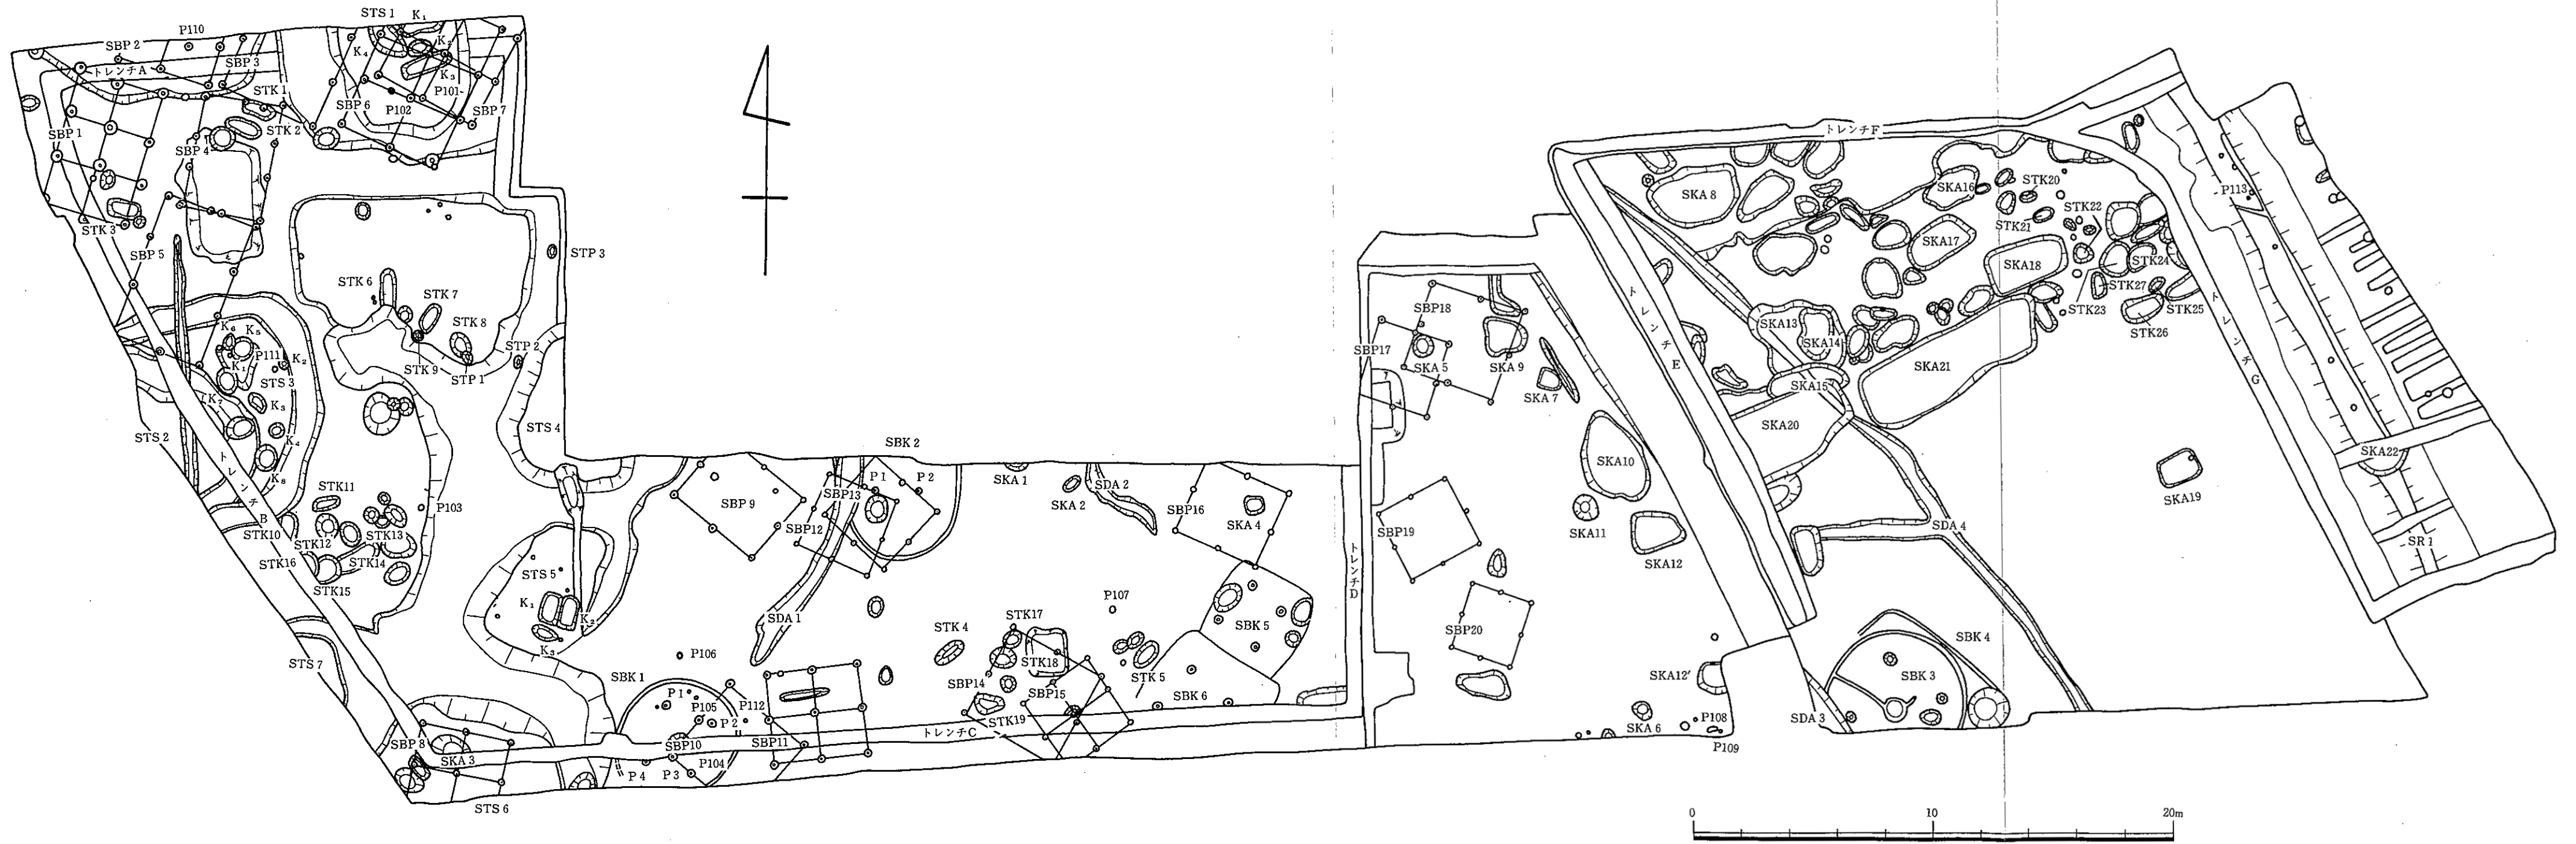 STS 1
K₁
P110
SBP 2
K₄
K₂
SBP 3
トレンチA
K₃
STK 1
P101
SBP 6
P102
SBP 7
SBP 1
STK 2
SBP 4
STK 3
SBP 5
STP 3
STK 6
STK 7
STK 8
STP 2
STK 9
STP 1
K₆
K₅
P111
K₁
K₂
STS 3
K₇
K₃
K₄
K₈
STS 2
トレンチB
STS 4
SBK 2
STK11
P103
STK10
STK12
STK13
STK16
STK14
STK15
STS 5
K₁
K₂
K₃
STS 7
SBP 9
SBP13
P 1
P 2
SBP12
SKA 1
SKA 2
SDA 2
SBP16
SKA 4
SDA 1
P106
STK 4
STK17
P107
STK18
SBK 5
STK 5
SBP14
SBP15
SBK 6
STK19
SBK 1
P 1
P105
P 2
P112
SBP 8
SKA 3
SBP10
SBP11
P104
P 3
P 4
STS 6
トレンチC
トレンチD
SBP18
SBP17
SKA 5
SKA 9
SKA 7
SKA10
SBP19
SKA11
SKA12
SBP20
SKA12′
SKA 6
P108
P109
トレンチE
トレンチF
SKA 8
SKA16
STK20
STK22
STK21
SKA17
SKA18
STK24
STK27
STK23
STK25
STK26
SKA13
SKA14
SKA15
SKA21
SKA20
P113
トレンチG
SKA22
SKA19
SDA 4
SR 1
SBK 4
SBK 3
SDA 3
0
10
20m